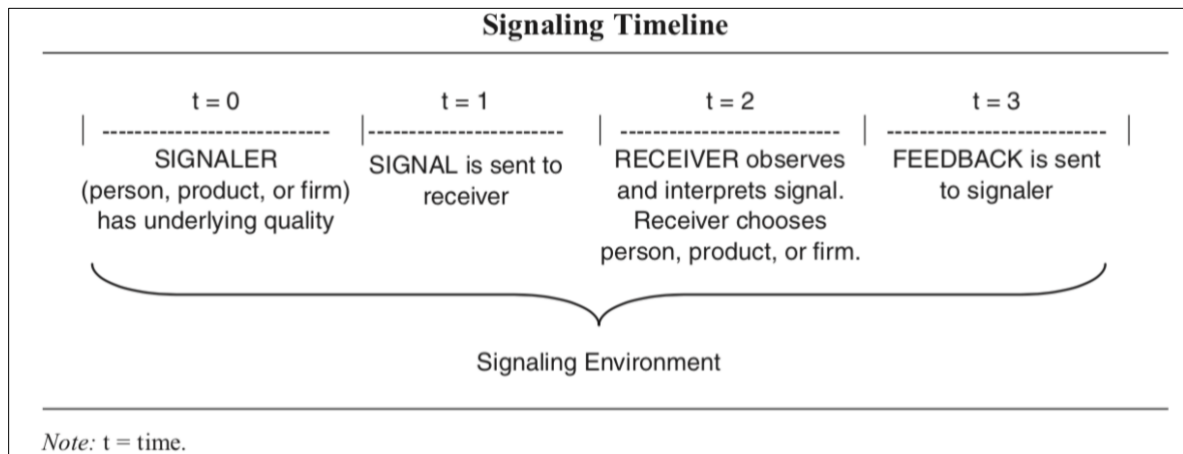 Signaling Timeline
t = 0
t = 1
t = 2
t = 3
SIGNALER
(person, product, or firm)
has underlying quality
SIGNAL is sent to
receiver
RECEIVER observes
and interprets signal.
Receiver chooses
person, product, or firm.
FEEDBACK is sent
to signaler
Signaling Environment
Note: t = time.